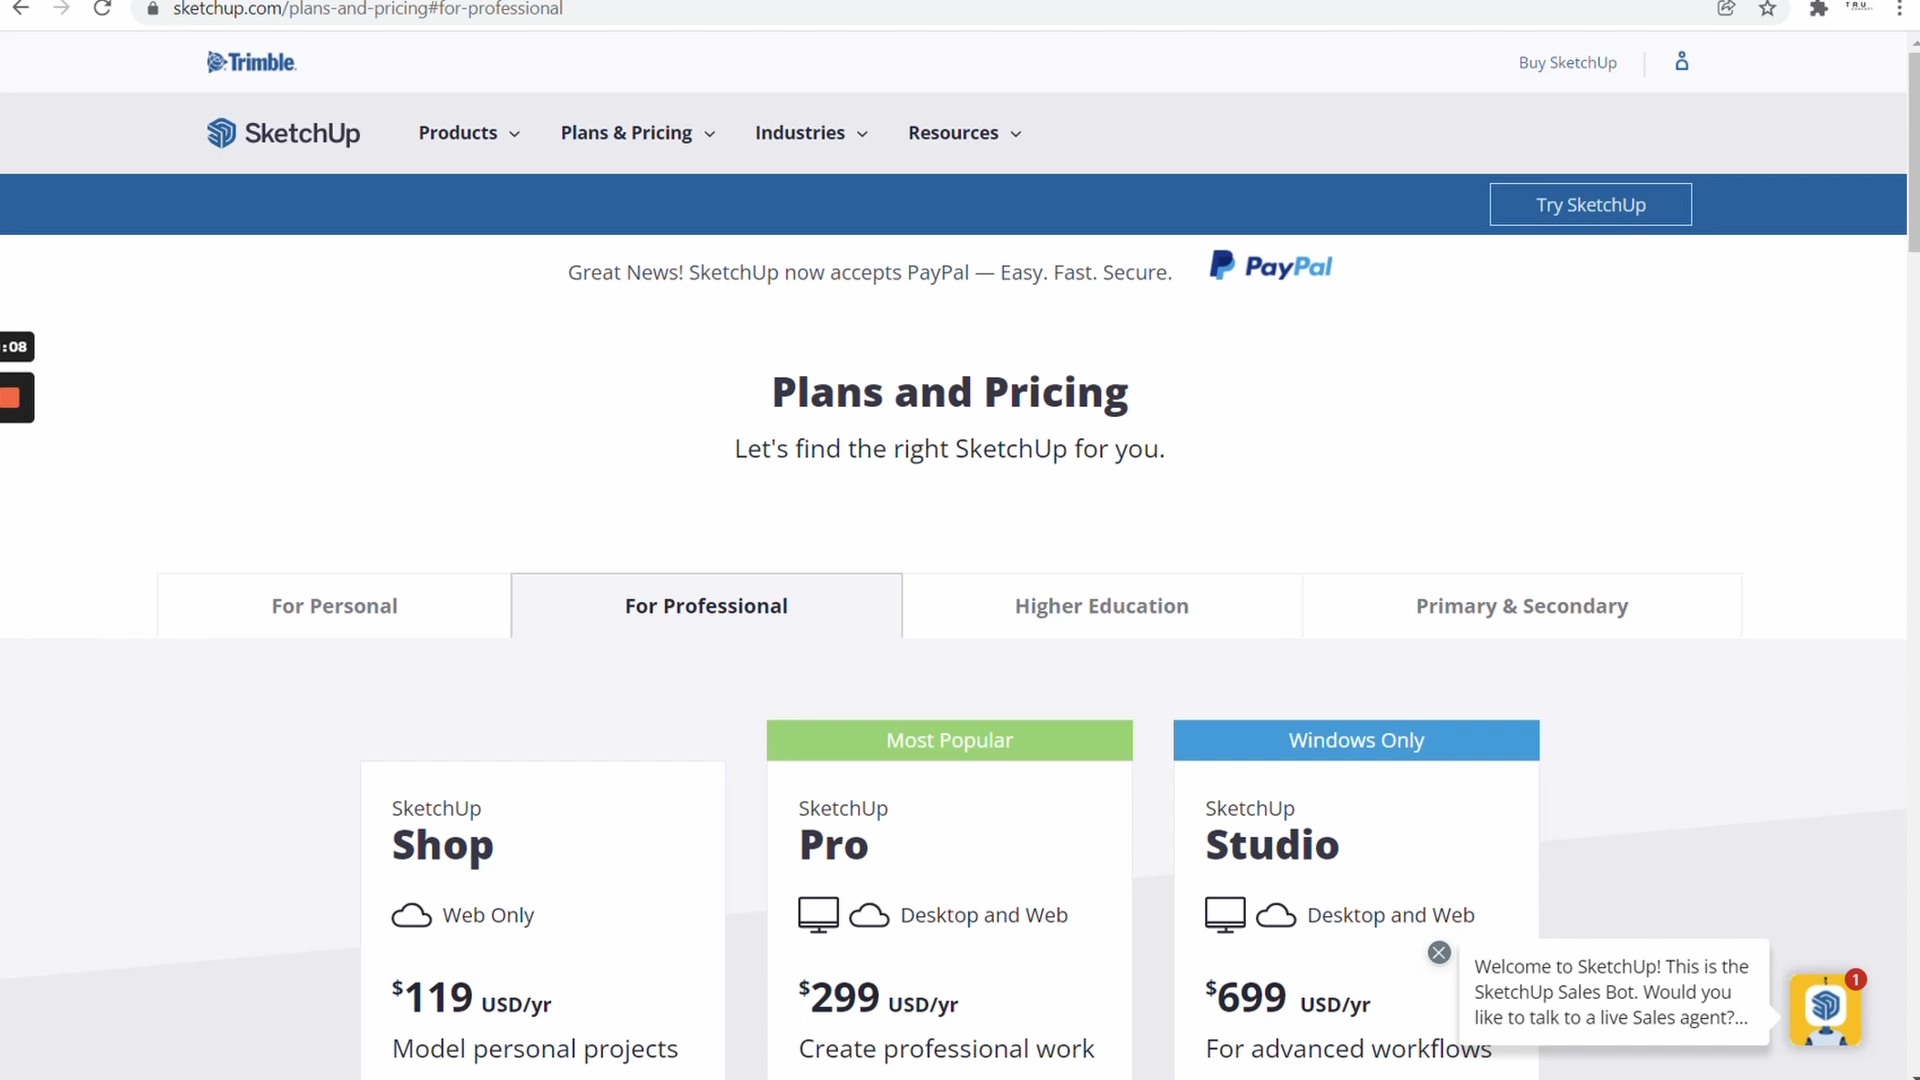 sketchup.com/plans-and-pricing#for-professional
TRU
Trimble.
Buy SketchUp
SketchUp
Products
Plans & Pricing
Industries
Resources
Try SketchUp
Great News! SketchUp now accepts PayPal — Easy. Fast. Secure.
PayPal
:08
Plans and Pricing
Let's find the right SketchUp for you.
For Personal
For Professional
Higher Education
Primary & Secondary
Most Popular
Windows Only
SketchUp
Shop
Web Only
$119 USD/yr
Model personal projects
SketchUp
Pro
Desktop and Web
$299 USD/yr
Create professional work
SketchUp
Studio
Desktop and Web
$699 USD/yr
For advanced workflows
Welcome to SketchUp! This is the
SketchUp Sales Bot. Would you
like to talk to a live Sales agent?...
1